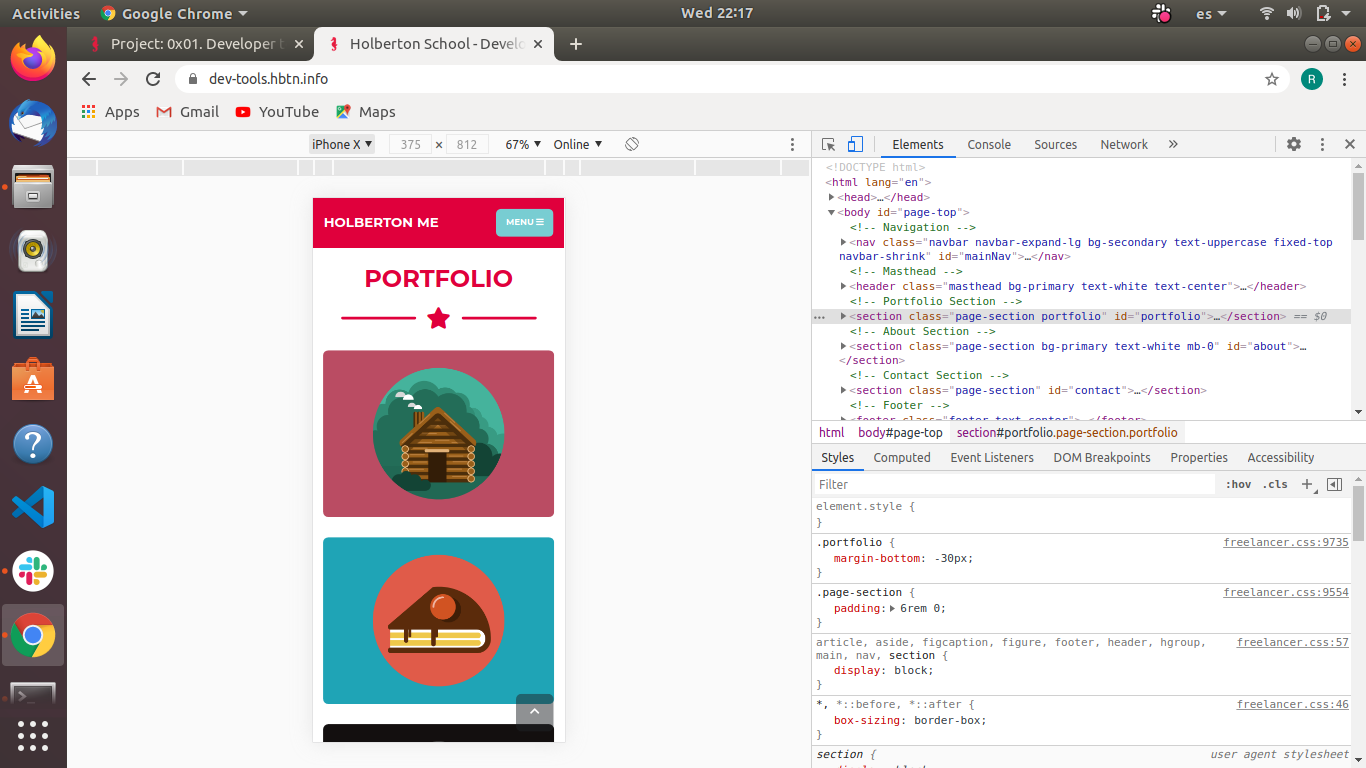 Activities Google Chrome Wed 22:17 es
Project: 0x01. Developer t Holberton School - Develo
dev-tools.hbtn.info R
Apps Gmail YouTube Maps
iPhone X 375 × 812 67% Online
Elements Console Sources Network »
<!DOCTYPE html>
<html lang="en">
<head>…</head>
<body id="page-top">
<!-- Navigation -->
<nav class="navbar navbar-expand-lg bg-secondary text-uppercase fixed-top
navbar-shrink" id="mainNav">…</nav>
<!-- Masthead -->
<header class="masthead bg-primary text-white text-center">…</header>
<!-- Portfolio Section -->
… <section class="page-section portfolio" id="portfolio">…</section> == $0
<!-- About Section -->
<section class="page-section bg-primary text-white mb-0" id="about">…
</section>
<!-- Contact Section -->
<section class="page-section" id="contact">…</section>
<!-- Footer -->
<footer class="footer text-center">…</footer>
html body#page-top section#portfolio.page-section.portfolio
Styles Computed Event Listeners DOM Breakpoints Properties Accessibility
Filter :hov .cls +
element.style {
}
.portfolio { freelancer.css:9735
margin-bottom: -30px;
}
.page-section { freelancer.css:9554
padding: 6rem 0;
}
article, aside, figcaption, figure, footer, header, hgroup, freelancer.css:57
main, nav, section {
display: block;
}
*, *::before, *::after { freelancer.css:46
box-sizing: border-box;
}
section { user agent stylesheet
display: block;
HOLBERTON ME MENU
PORTFOLIO